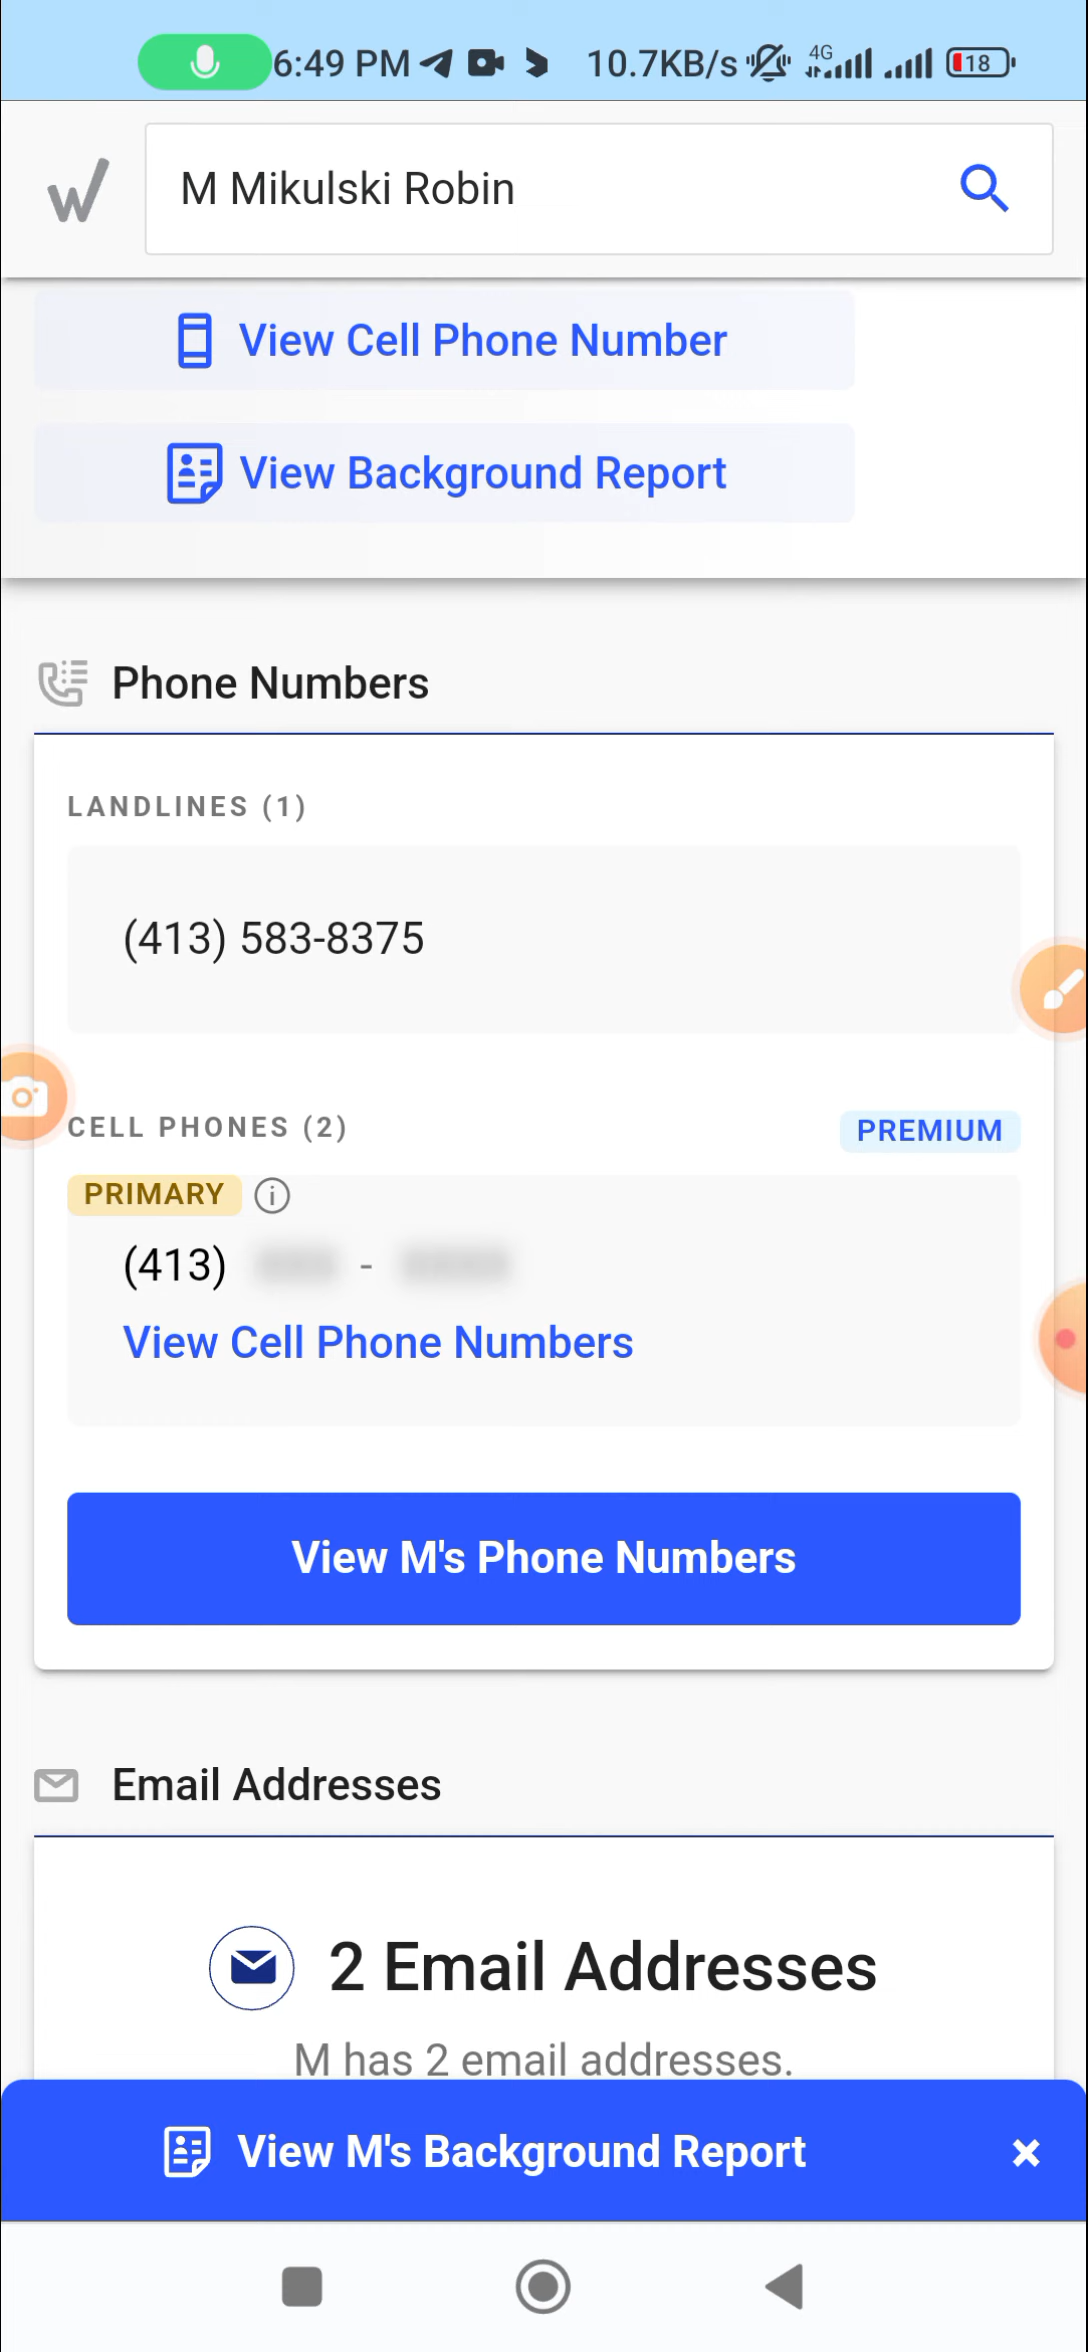 6:49 PM 10.7KB/s 4G 18
M Mikulski Robin
View Cell Phone Number
View Background Report
Phone Numbers
LANDLINES (1)
(413) 583-8375
CELL PHONES (2) PREMIUM
PRIMARY
(413) -
View Cell Phone Numbers
View M's Phone Numbers
Email Addresses
2 Email Addresses
M has 2 email addresses.
View M's Background Report